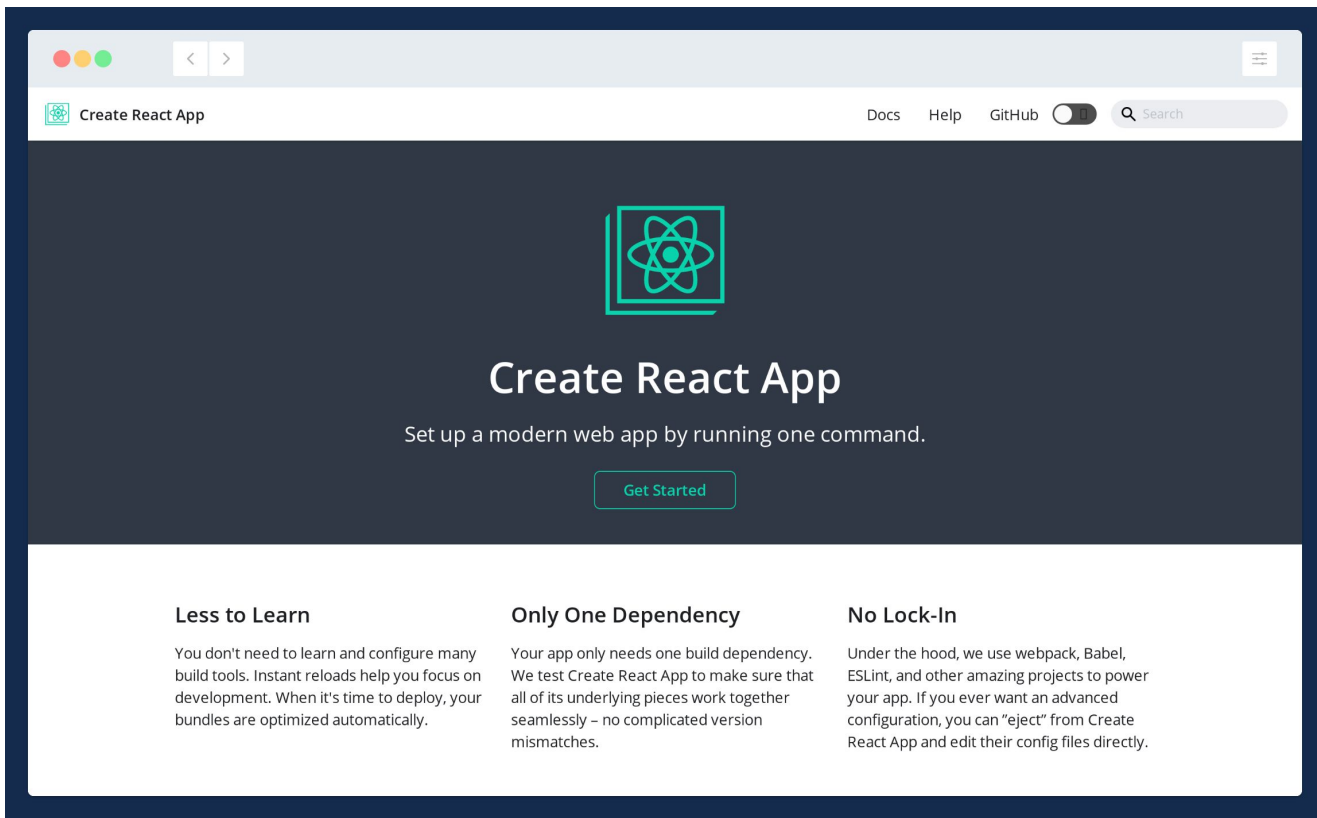 Create React App
Docs Help GitHub Search
Create React App
Set up a modern web app by running one command.
Get Started
Less to Learn
You don't need to learn and configure many
build tools. Instant reloads help you focus on
development. When it's time to deploy, your
bundles are optimized automatically.
Only One Dependency
Your app only needs one build dependency.
We test Create React App to make sure that
all of its underlying pieces work together
seamlessly – no complicated version
mismatches.
No Lock-In
Under the hood, we use webpack, Babel,
ESLint, and other amazing projects to power
your app. If you ever want an advanced
configuration, you can ”eject” from Create
React App and edit their config files directly.